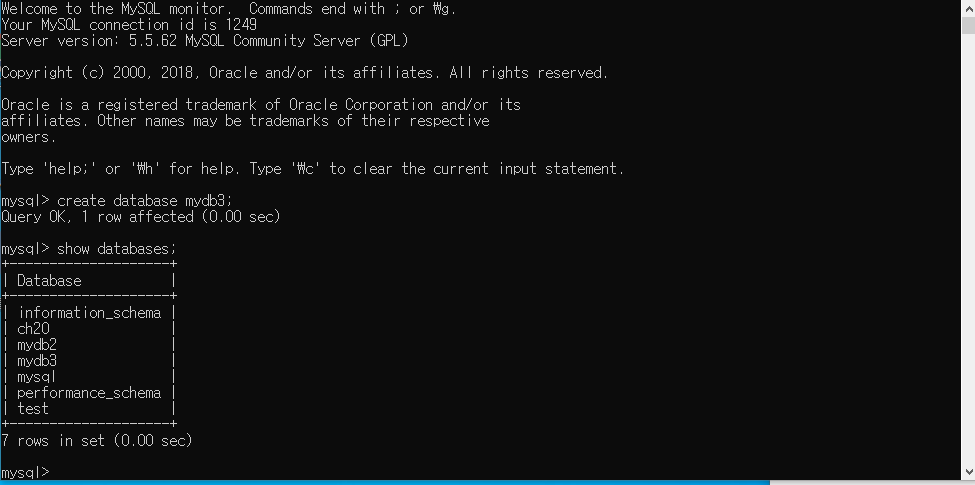 Welcome to the MySQL monitor.  Commands end with ; or ₩g.
Your MySQL connection id is 1249
Server version: 5.5.62 MySQL Community Server (GPL)
Copyright (c) 2000, 2018, Oracle and/or its affiliates. All rights reserved.
Oracle is a registered trademark of Oracle Corporation and/or its
affiliates. Other names may be trademarks of their respective
owners.
Type 'help;' or '₩h' for help. Type '₩c' to clear the current input statement.
mysql> create database mydb3;
Query OK, 1 row affected (0.00 sec)
mysql> show databases;
+--------------------+
| Database           |
+--------------------+
| information_schema |
| ch20               |
| mydb2              |
| mydb3              |
| mysql              |
| performance_schema |
| test               |
+--------------------+
7 rows in set (0.00 sec)
mysql>